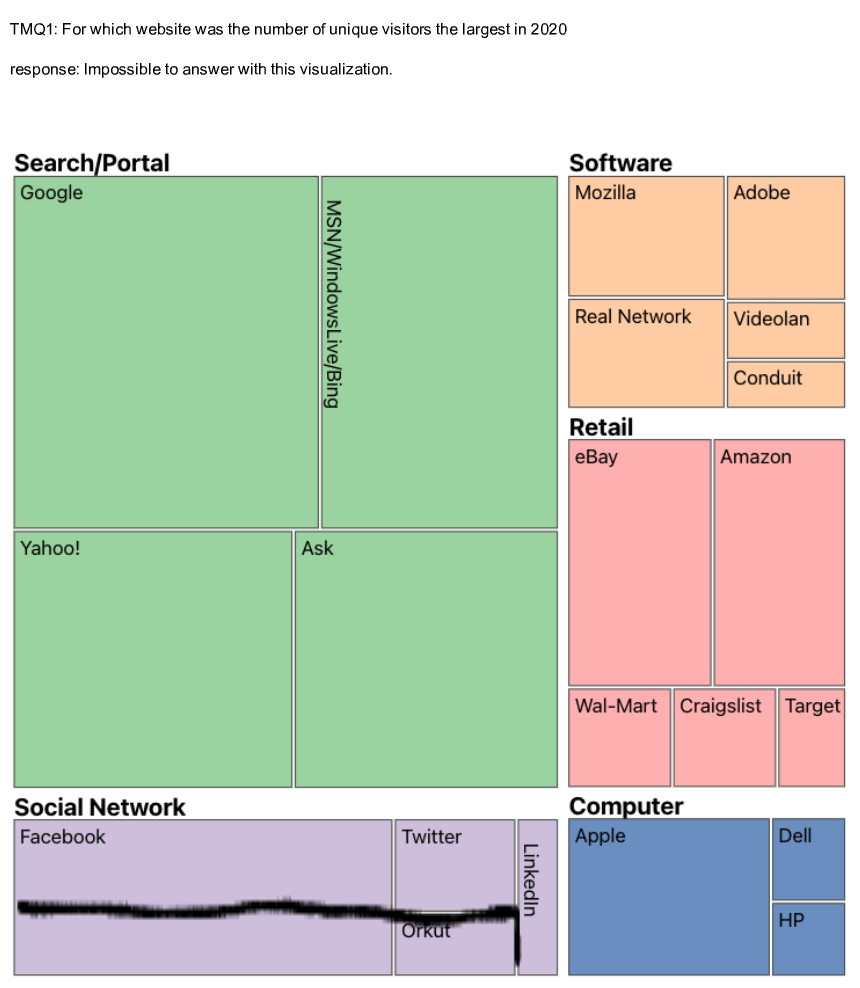 TMQ1: For which website was the number of unique visitors the largest in 2020
response: Impossible to answer with this visualization.
Search/Portal
Google
MSN/WindowsLive/Bing
Yahoo!
Ask
Social Network
Facebook
Twitter
Orkut
LinkedIn
Software
Mozilla
Adobe
Real Network
Videolan
Conduit
Retail
eBay
Amazon
Wal-Mart
Craigslist
Target
Computer
Apple
Dell
HP